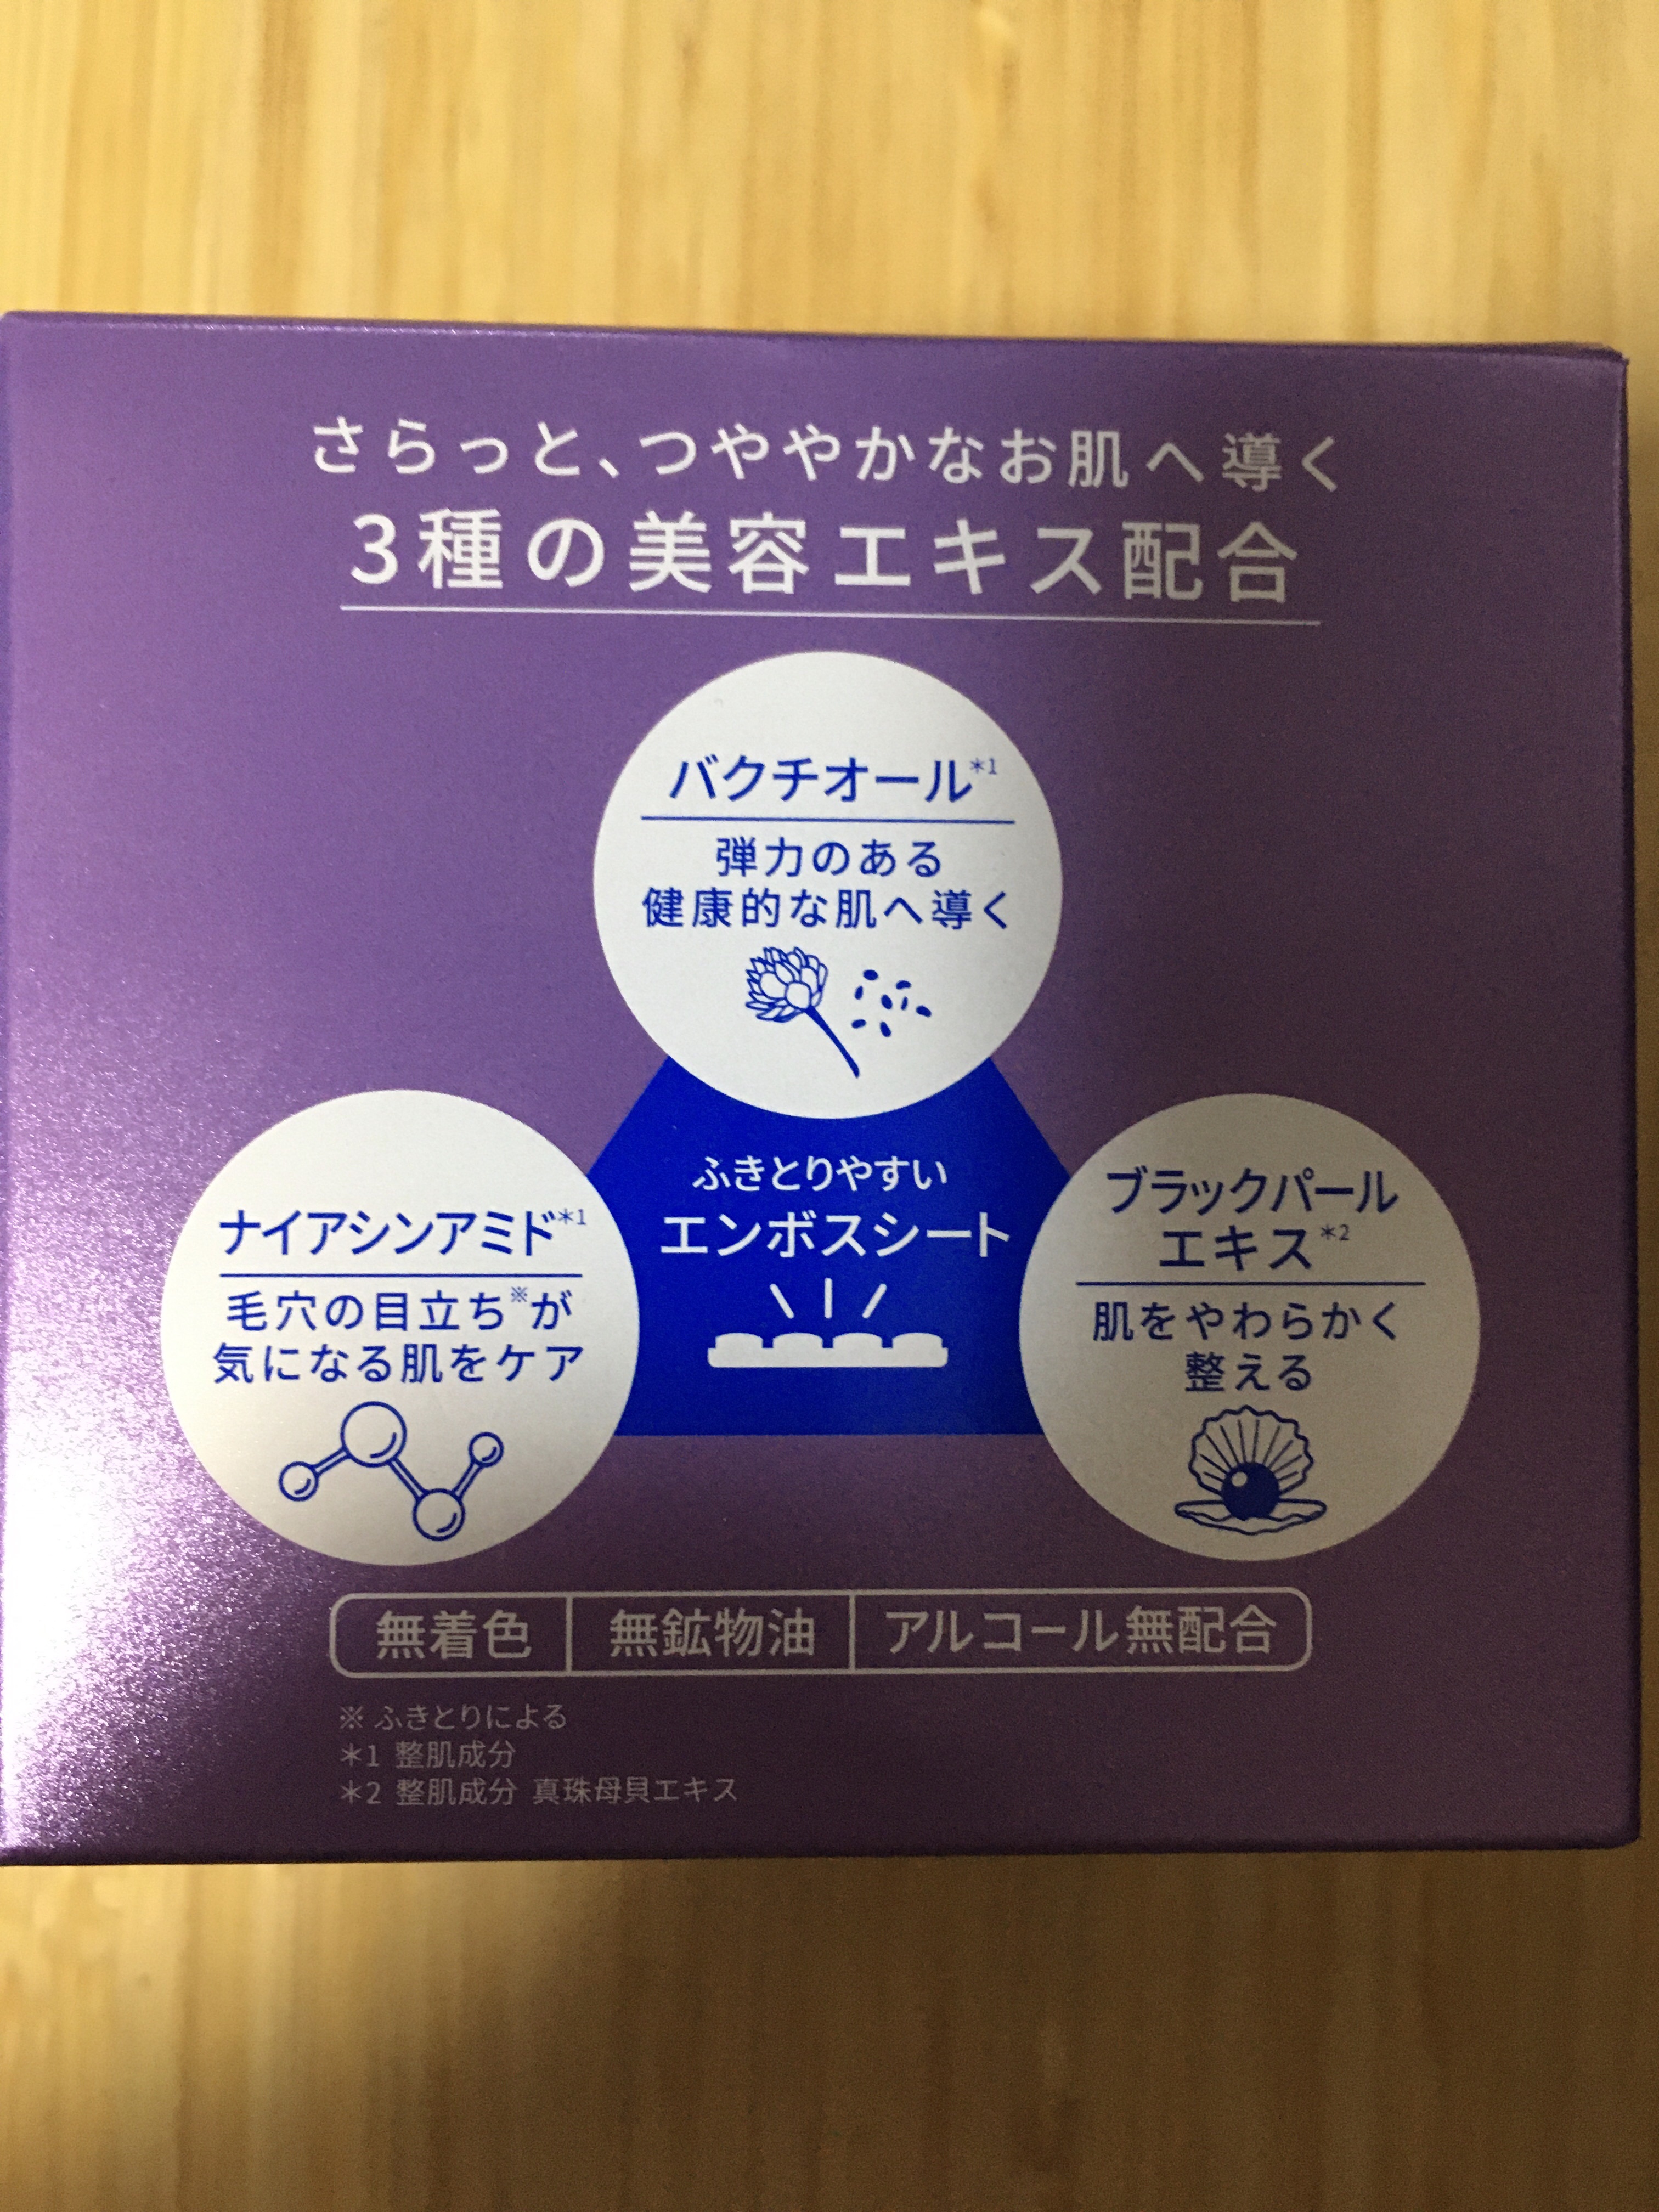 さらっと、つややかなお肌へ導く
3種の美容エキス配合
バクチオール*1
弾力のある
健康的な肌へ導く
ふきとりやすい
エンボスシート
ナイアシンアミド*1
毛穴の目立ち※が
気になる肌をケア
ブラックパール
エキス*2
肌をやわらかく
整える
無着色 無鉱物油 アルコール無配合
※ ふきとりによる
*1 整肌成分
*2 整肌成分 真珠母貝エキス